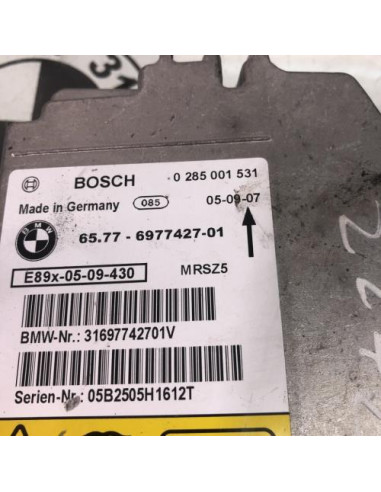 BOSCH 0 285 001 531
Made in Germany 085 05-09-07
BMW 65.77 - 6977427-01
E89x-05-09-430 MRSZ5
BMW-Nr.: 31697742701V
Serien-Nr.: 05B2505H1612T